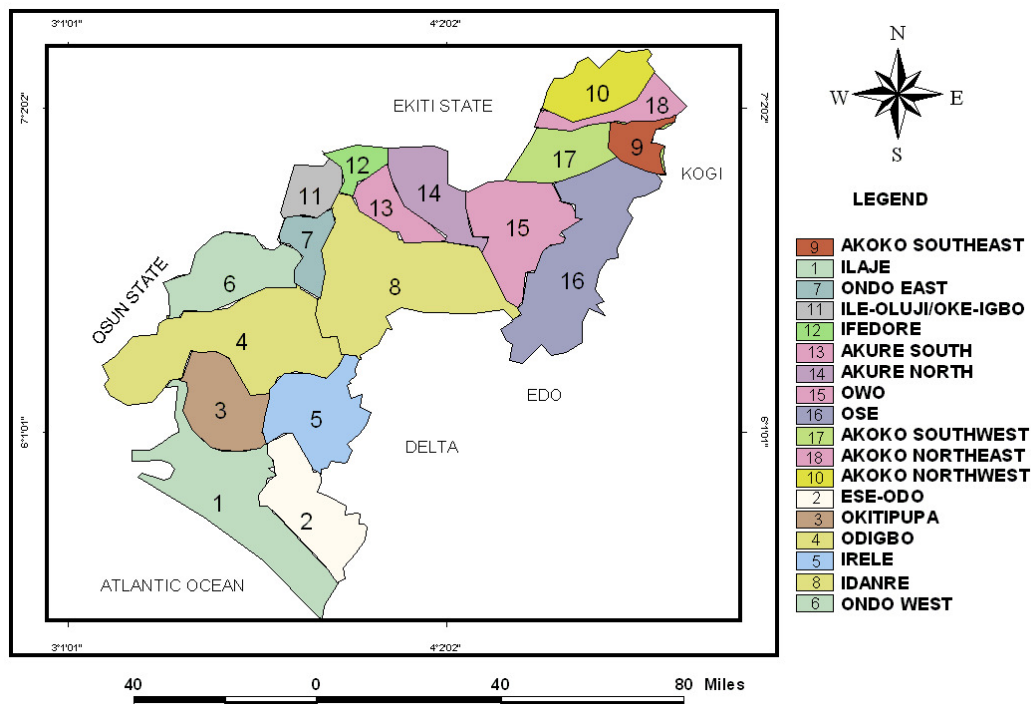 3°1'01"
4°2'02"
N
W
E
S
7°2'02"
7°2'02"
EKITI STATE
10
18
9
17
KOGI
12
11
14
13
15
7
16
8
6
OSUN STATE
4
EDO
3
5
6°1'01"
6°1'01"
DELTA
1
2
ATLANTIC OCEAN
3°1'01"
4°2'02"
LEGEND
9 AKOKO SOUTHEAST
1 ILAJE
7 ONDO EAST
11 ILE-OLUJI/OKE-IGBO
12 IFEDORE
13 AKURE SOUTH
14 AKURE NORTH
15 OWO
16 OSE
17 AKOKO SOUTHWEST
18 AKOKO NORTHEAST
10 AKOKO NORTHWEST
2 ESE-ODO
3 OKITIPUPA
4 ODIGBO
5 IRELE
8 IDANRE
6 ONDO WEST
40 0 40 80 Miles